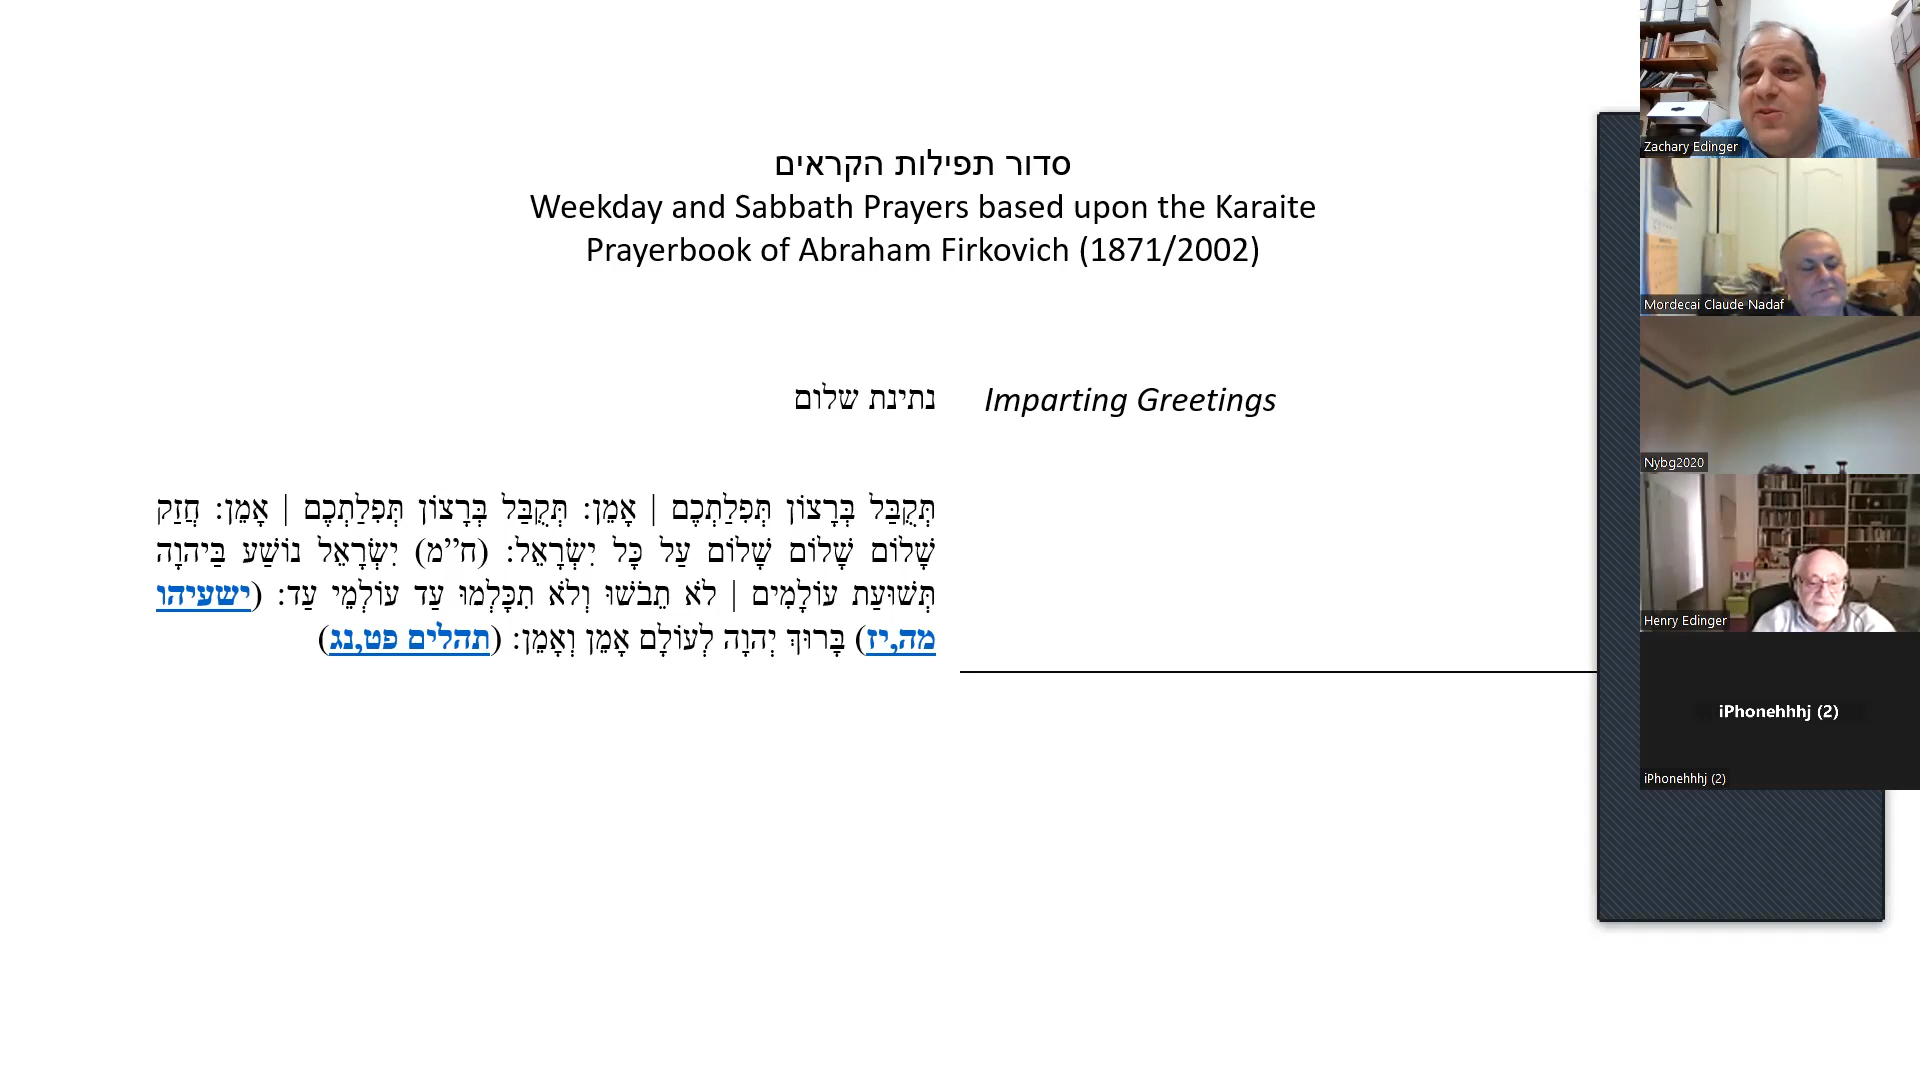 סדור תפילות הקראים
Weekday and Sabbath Prayers based upon the Karaite
Prayerbook of Abraham Firkovich (1871/2002)
נתינת שלום
Imparting Greetings
תְּקֻבַּל בְּרָצוֹן תְּפִלַתְכֶם | אָמֵן: תְּקֻבַּל בְּרָצוֹן תְּפִלַתְכֶם | אָמֵן: חֲזַק
שָׁלוֹם שָׁלוֹם שָׁלוֹם עַל כָּל יִשְׂרָאֵל: (ח״מ) יִשְׂרָאֵל נוֹשַׁע בַּיהוָה
תְּשׁוּעַת עוֹלָמִים | לֹא תֵבֹשׁוּ וְלֹא תִכָּלְמוּ עַד עוֹלְמֵי עַד: (ישעיהו
מה,יז) בָּרוּךְ יְהוָה לְעוֹלָם אָמֵן וְאָמֵן: (תהלים פט,נג)
Zachary Edinger
Mordecai Claude Nadaf
Nybg2020
Henry Edinger
iPhonehhhj (2)
iPhonehhhj (2)